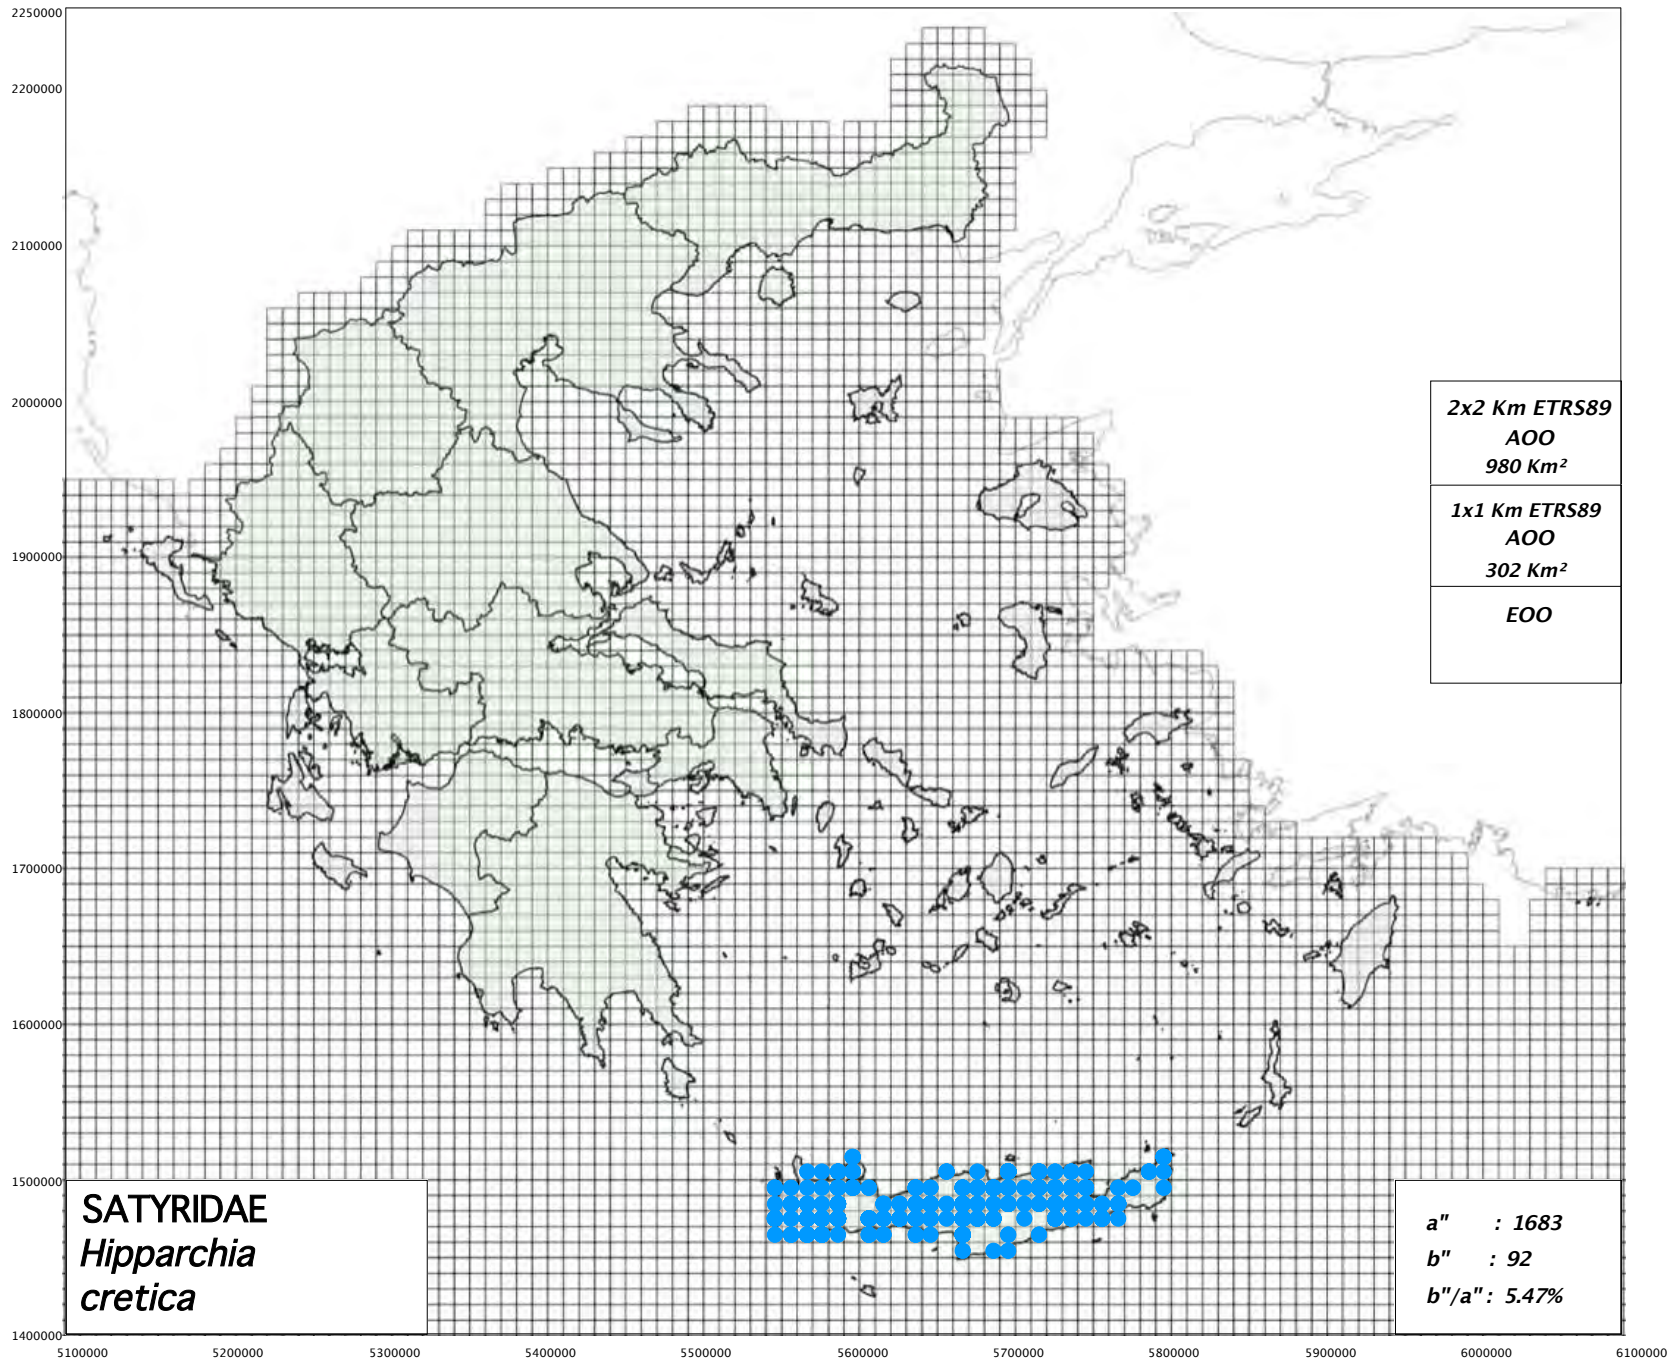 2250000
2200000
2100000
2000000
1900000
1800000
1700000
1600000
1500000
1400000
2x2 Km ETRS89
AOO
980 Km²
1x1 Km ETRS89
AOO
302 Km²
EOO
SATYRIDAE
Hipparchia
cretica
a" : 1683
b" : 92
b"/a" : 5.47%
5100000 5200000 5300000 5400000 5500000 5600000 5700000 5800000 5900000 6000000 6100000